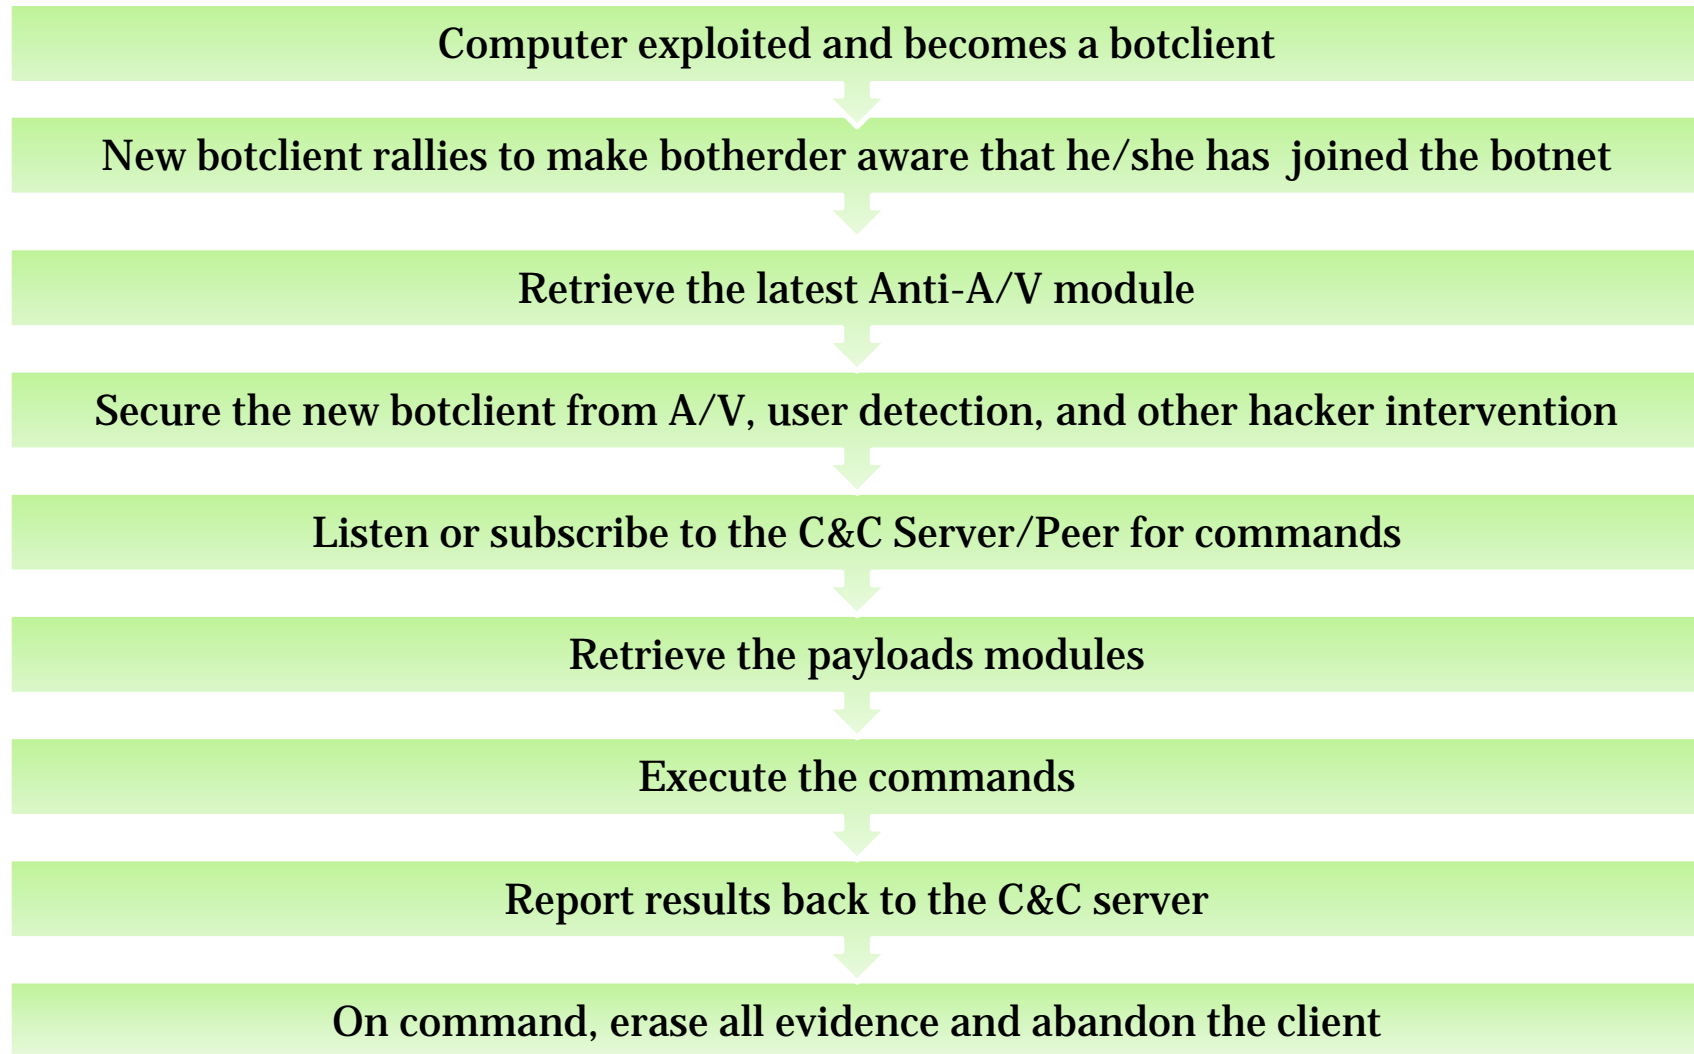 Computer exploited and becomes a botclient
New botclient rallies to make botherder aware that he/she has  joined the botnet
Retrieve the latest Anti-A/V module
Secure the new botclient from A/V, user detection, and other hacker intervention
Listen or subscribe to the C&C Server/Peer for commands
Retrieve the payloads modules
Execute the commands
Report results back to the C&C server
On command, erase all evidence and abandon the client